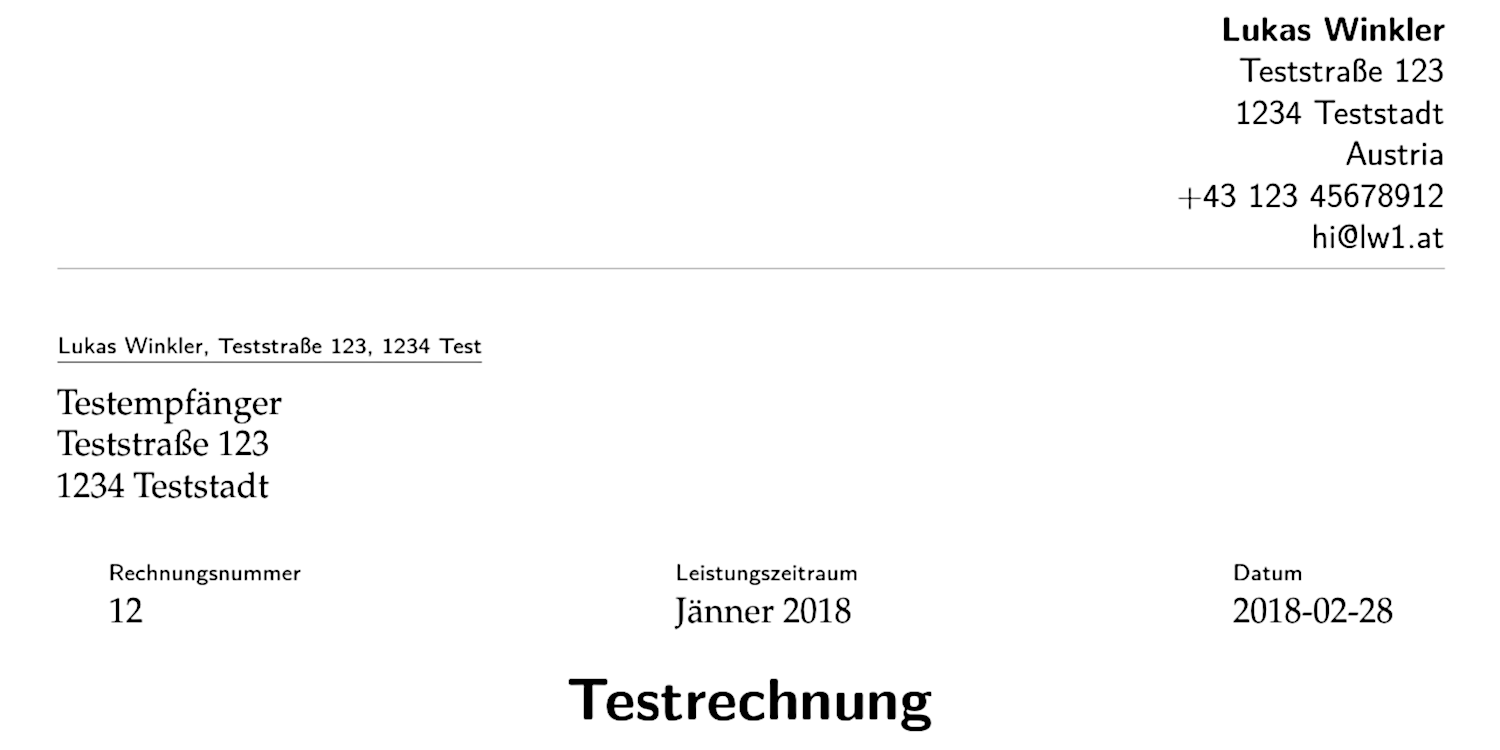 Lukas Winkler
Teststraße 123
1234 Teststadt
Austria
+43 123 45678912
hi@lw1.at
Lukas Winkler, Teststraße 123, 1234 Test
Testempfänger
Teststraße 123
1234 Teststadt
Rechnungsnummer Leistungszeitraum Datum
12 Jänner 2018 2018-02-28
Testrechnung